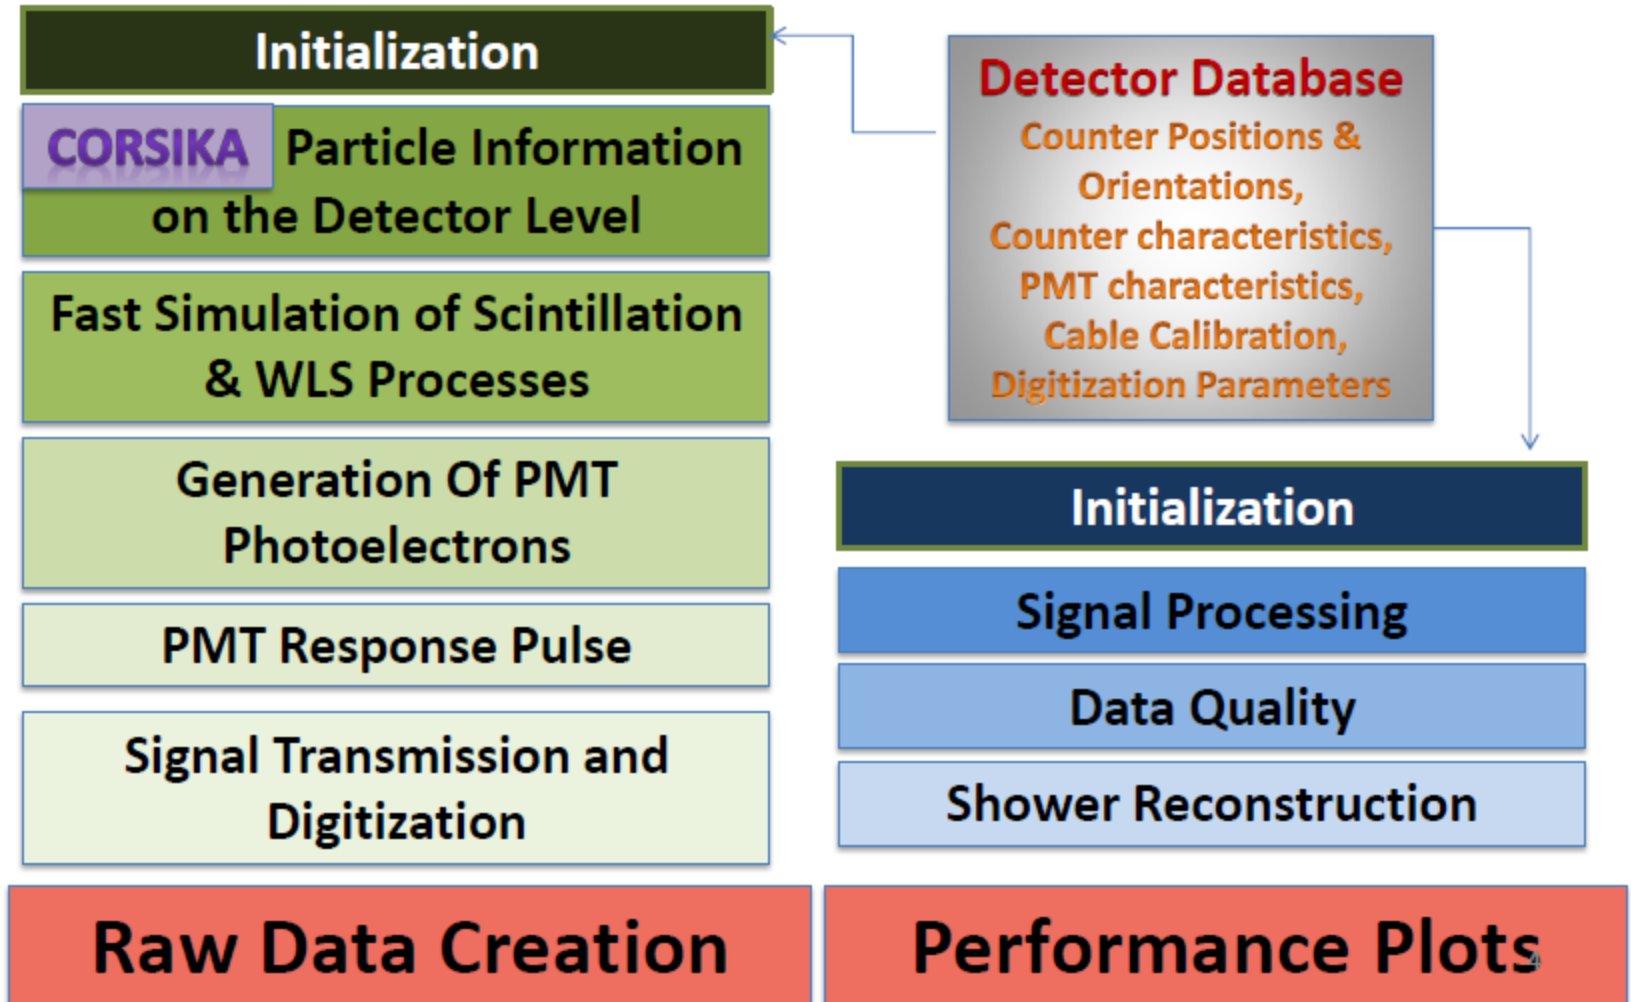 Initialization
CORSIKA Particle Information
on the Detector Level
Fast Simulation of Scintillation
& WLS Processes
Generation Of PMT
Photoelectrons
PMT Response Pulse
Signal Transmission and
Digitization
Raw Data Creation
Detector Database
Counter Positions &
Orientations,
Counter characteristics,
PMT characteristics,
Cable Calibration,
Digitization Parameters
Initialization
Signal Processing
Data Quality
Shower Reconstruction
Performance Plots
4